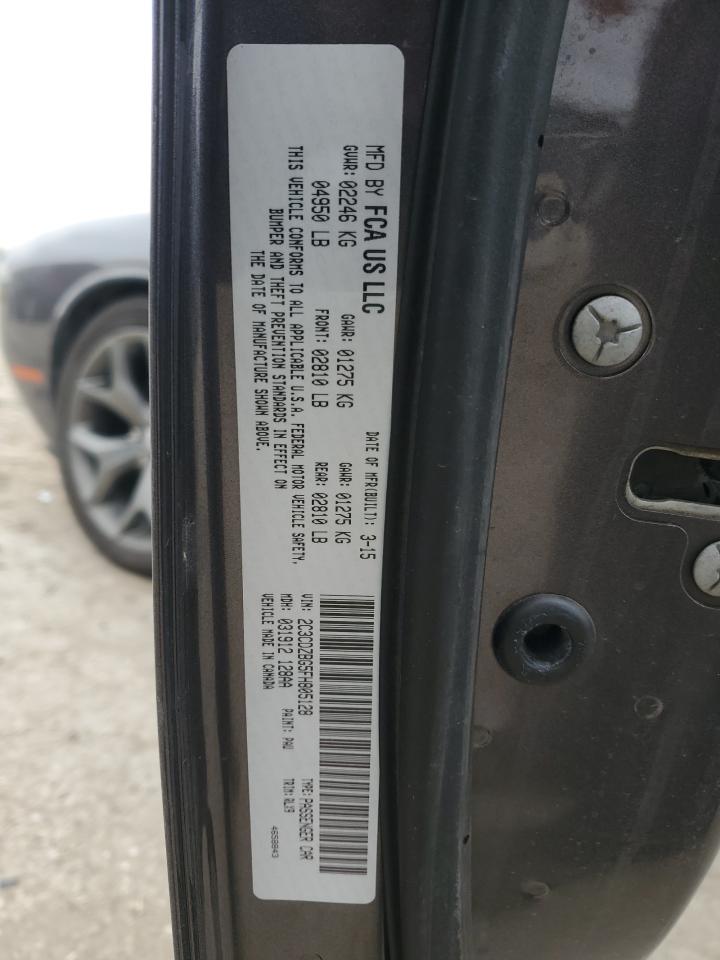 MFD BY FCA US LLC
DATE OF MFR(BUILT): 3-15
GVWR: 02246 KG
GAWR: 01275 KG
GAWR: 01275 KG
04950 LB
FRONT: 02810 LB
REAR: 02810 LB
THIS VEHICLE CONFORMS TO ALL APPLICABLE U.S.A. FEDERAL MOTOR VEHICLE SAFETY,
BUMPER AND THEFT PREVENTION STANDARDS IN EFFECT ON
THE DATE OF MANUFACTURE SHOWN ABOVE.
VIN: 2C3CDZBG5FH805128
TYPE: PASSENGER CAR
MDH: 031912 128AA
PAINT: PAU
TRIM: RLX9
VEHICLE MADE IN CANADA
4658843